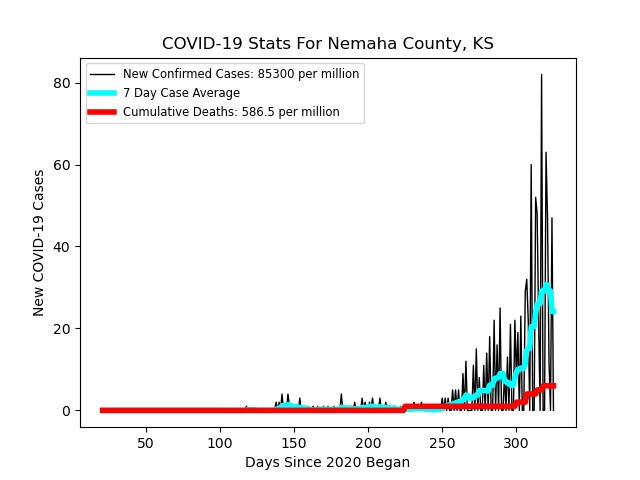 COVID-19 Stats For Nemaha County, KS
New Confirmed Cases: 85300 per million
7 Day Case Average
Cumulative Deaths: 586.5 per million
New COVID-19 Cases
80
60
40
20
0
50 100 150 200 250 300
Days Since 2020 Began